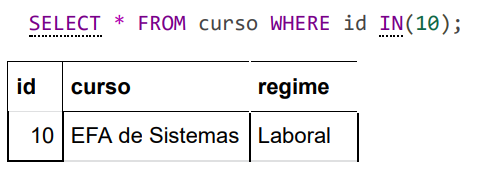 SELECT * FROM curso WHERE id IN(10);
id curso regime
10 EFA de Sistemas Laboral